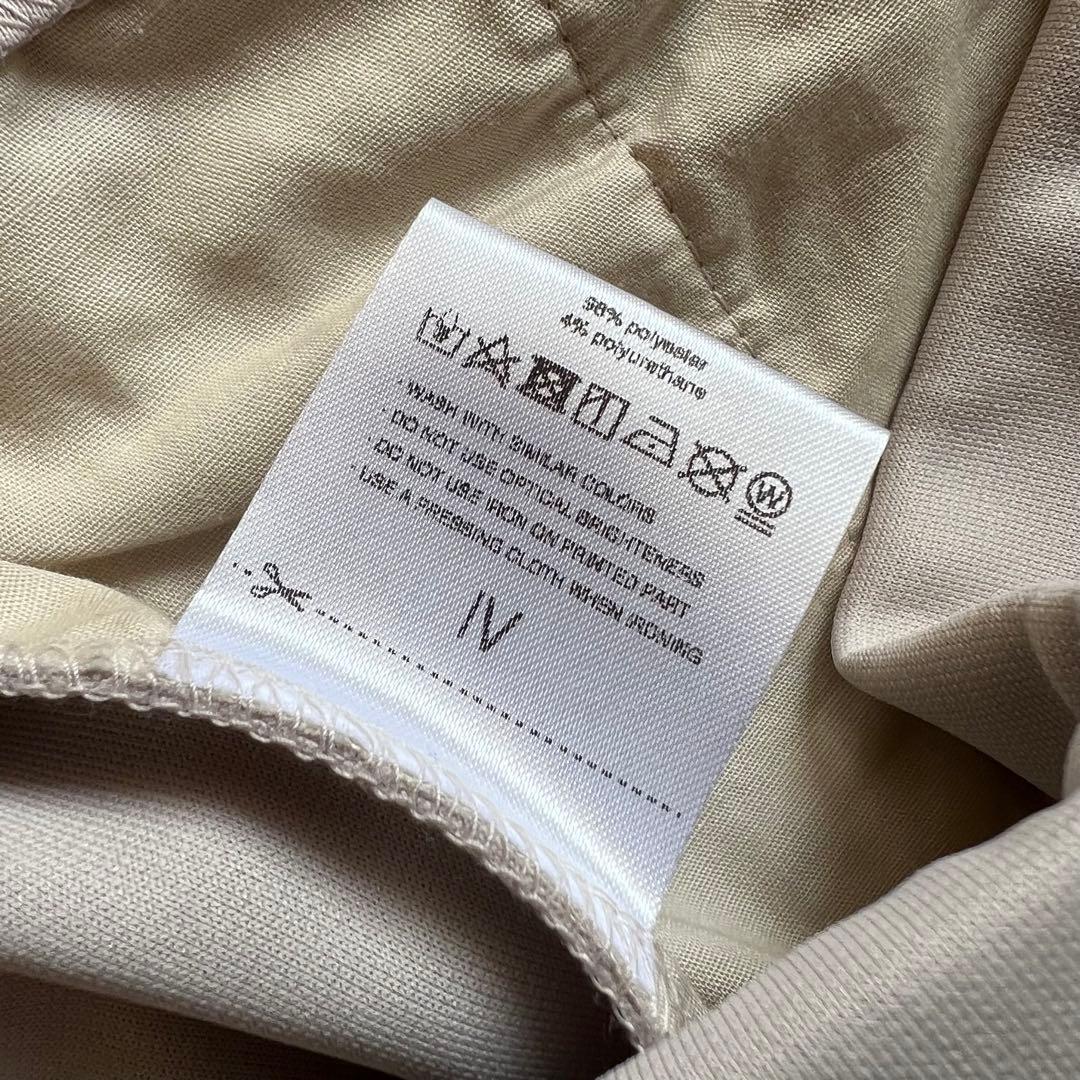 96% polyester
4% polyurethane
W
· WASH WITH SIMILAR COLORS
· DO NOT USE OPTICAL BRIGHTENERS
· DO NOT USE IRON ON PRINTED PART
· USE A PRESSING CLOTH WHEN IRONING
IV